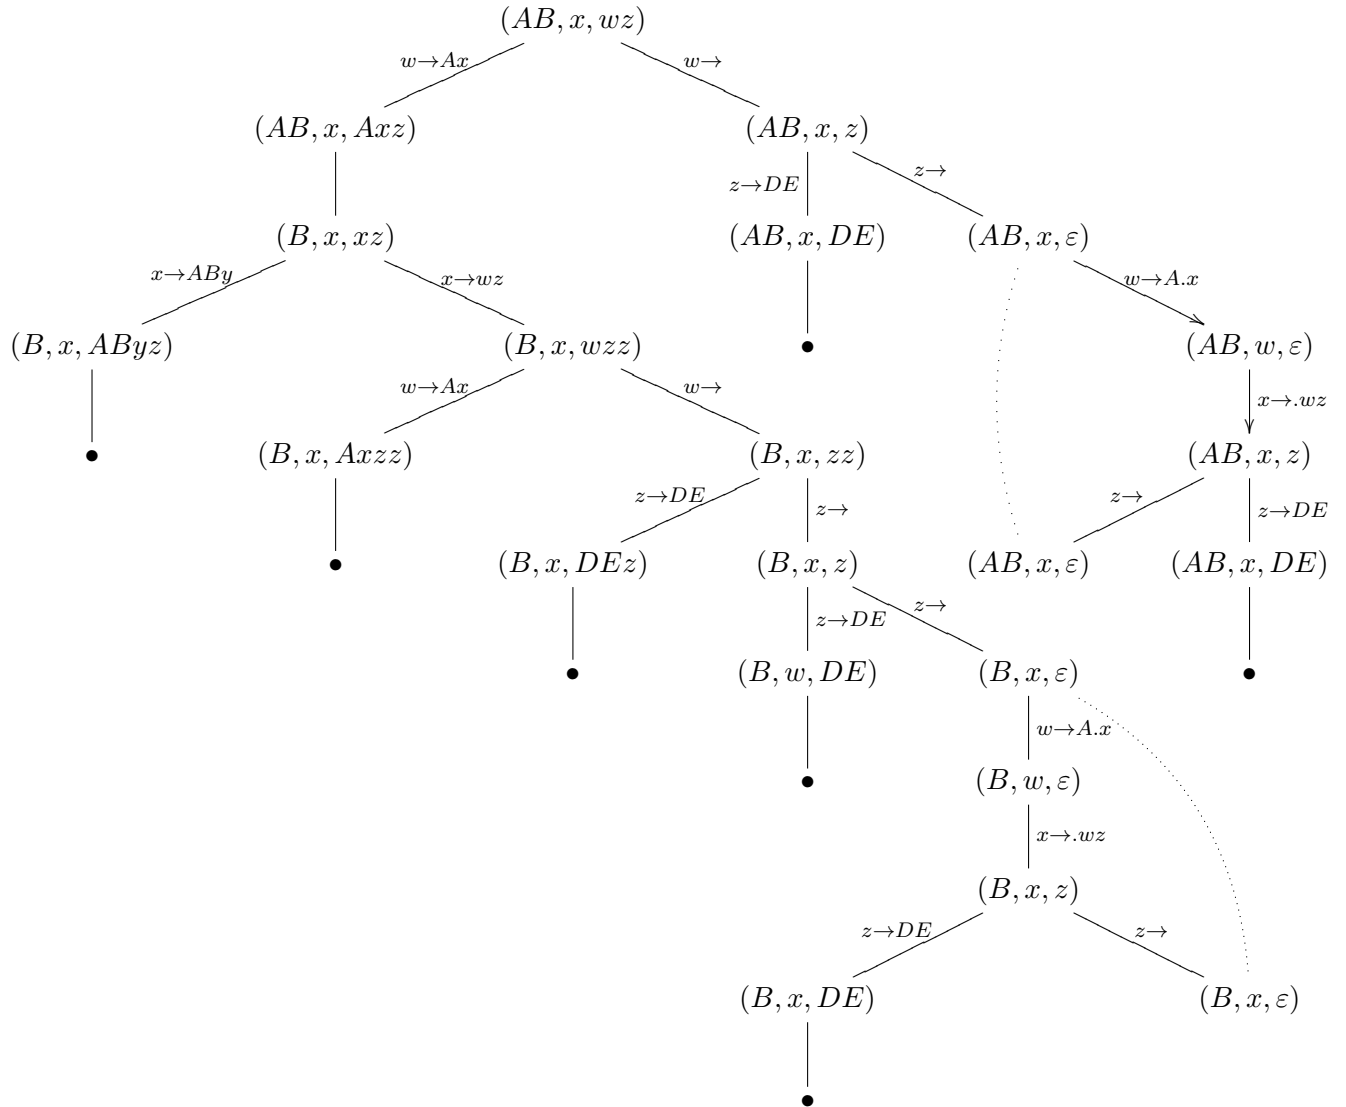 (AB, x, wz)
w→Ax w→
(AB, x, Axz) (AB, x, z)
z→DE z→
(B, x, xz) (AB, x, DE) (AB, x, ε)
x→ABy x→wz w→A.x
(B, x, AByz) (B, x, wzz) • (AB, w, ε)
w→Ax w→ x→.wz
• (B, x, Axzz) (B, x, zz) (AB, x, z)
z→DE z→ z→ z→DE
• (B, x, DEz) (B, x, z) (AB, x, ε) (AB, x, DE)
z→DE z→
• (B, w, DE) (B, x, ε) •
w→A.x
• (B, w, ε)
x→.wz
(B, x, z)
z→DE z→
(B, x, DE) (B, x, ε)
•